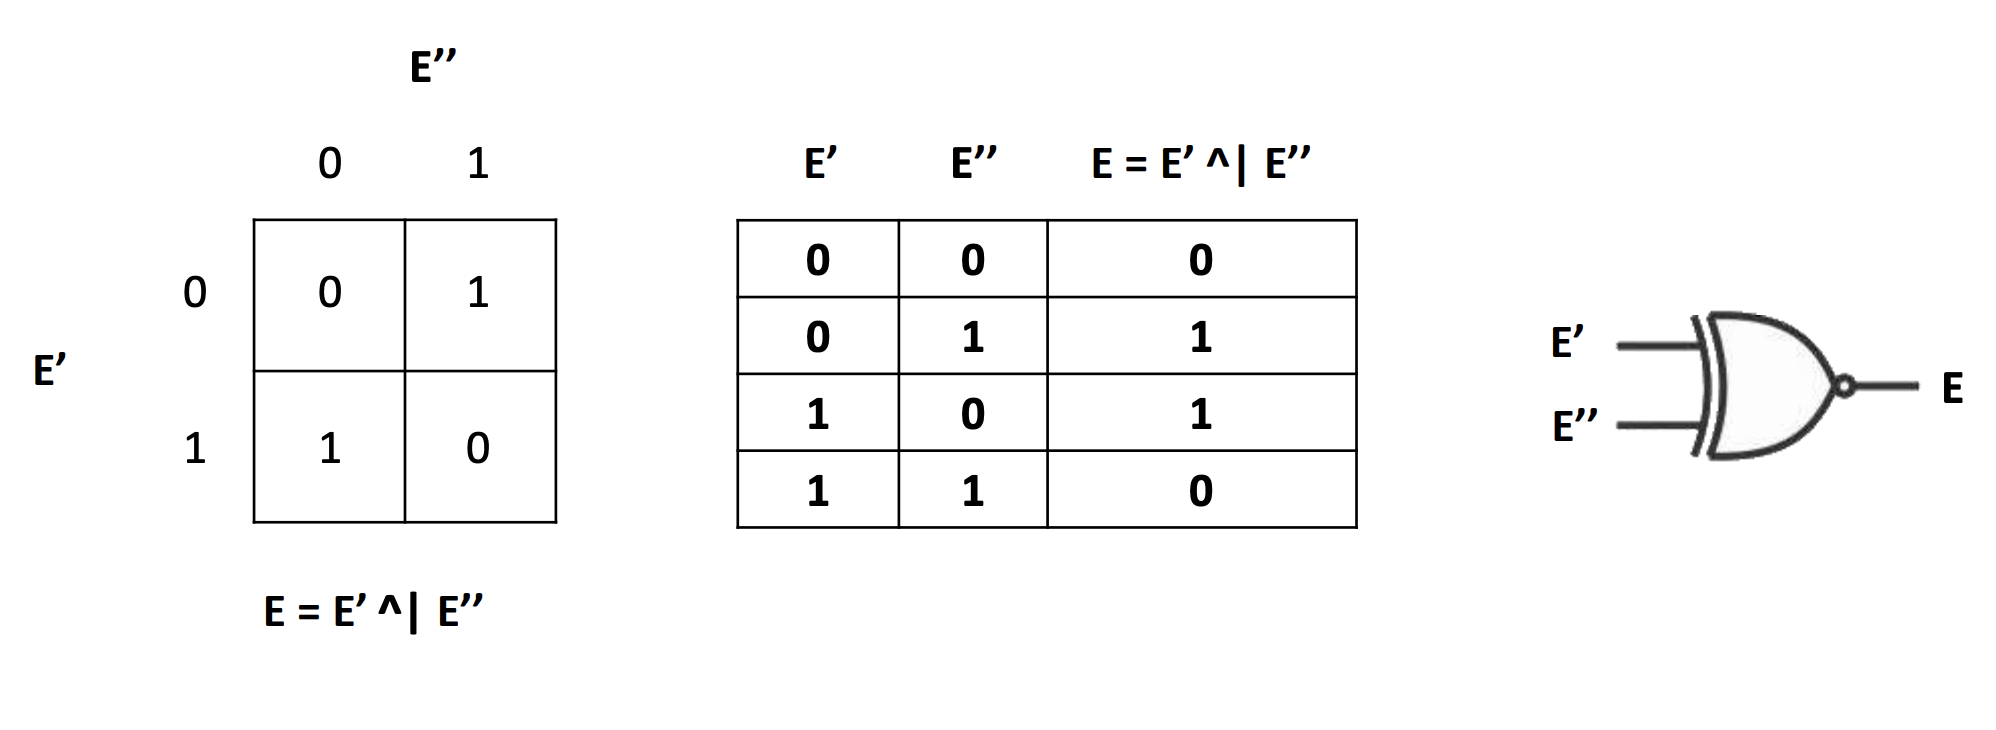 E’’
0 1
0 0 1
E’
1 1 0
E = E’ ^| E’’
E’ E’’ E = E’ ^| E’’
0 0 0
0 1 1
1 0 1
1 1 0
E’
E’’
E